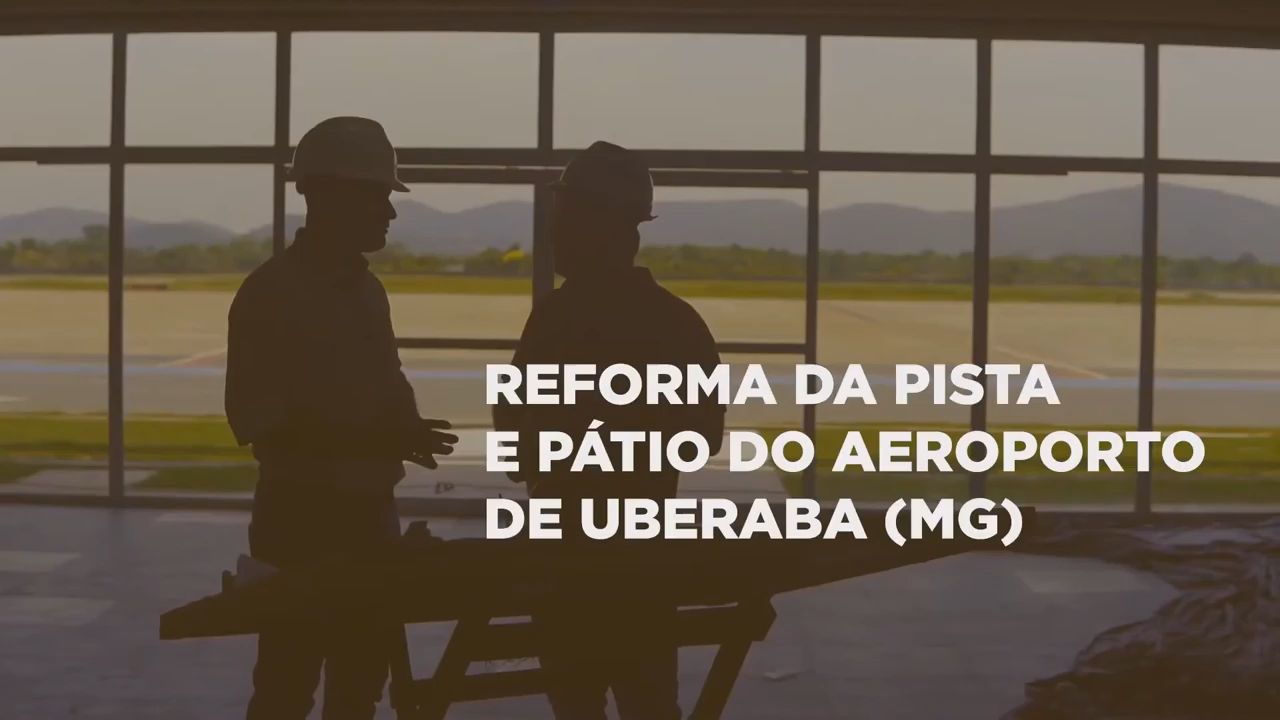 REFORMA DA PISTA
E PÁTIO DO AEROPORTO
DE UBERABA (MG)